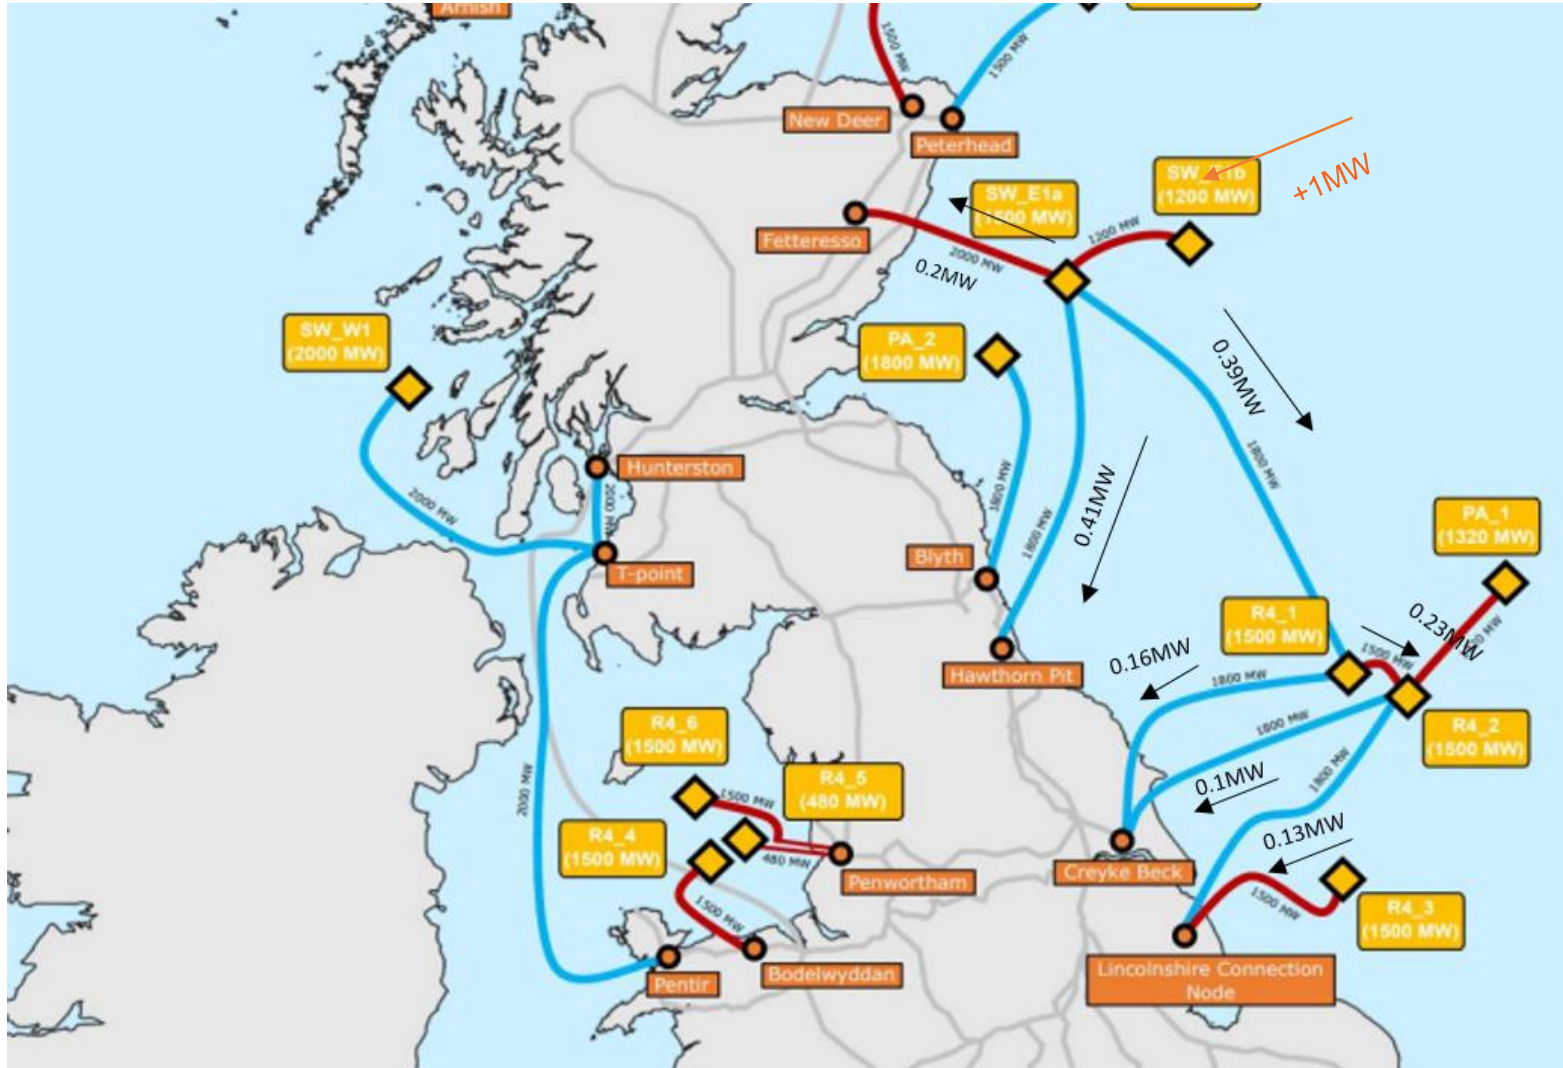 Arnish
1500 MW
1500 MW
New Deer
Peterhead
+1MW
SW_E1a
(1500 MW)
(1200 MW)
Fetteresso
2000 MW
1200 MW
0.2MW
SW_W1
(2000 MW)
PA_2
(1800 MW)
0.39MW
Hunterston
2000 MW
2000 MW
1800 MW
1800 MW
0.41MW
1800 MW
PA_1
(1320 MW)
Blyth
T-point
R4_1
(1500 MW)
0.23MW
1500 MW
0.16MW
Hawthorn Pit
1800 MW
R4_6
(1500 MW)
1800 MW
R4_2
(1500 MW)
2000 MW
R4_5
(480 MW)
1500 MW
0.1MW
1800 MW
R4_4
(1500 MW)
480 MW
0.13MW
Penwortham
Creyke Beck
1500 MW
1500 MW
R4_3
(1500 MW)
Pentir
Bodelwyddan
Lincolnshire Connection
Node